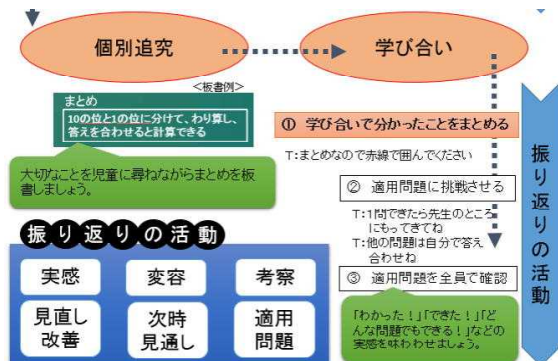 個別追究
学び合い
<板書例>
まとめ
10の位と1の位に分けて、わり算し、
答えを合わせると計算できる
大切なことを児童に尋ねながらまとめを板
書しましょう。
① 学び合いで分かったことをまとめる
T:まとめなので赤線で囲んでください
② 適用問題に挑戦させる
T:1問できたら先生のところ
にもってきてね
T:他の問題は自分で答え
合わせね
③ 適用問題を全員で確認
「わかった!」「できた!」「ど
んな問題でもできる!」などの
実感を味わわせましょう。
振り返りの活動
振り返りの活動
実感
変容
考察
見直し
改善
次時
見通し
適用
問題